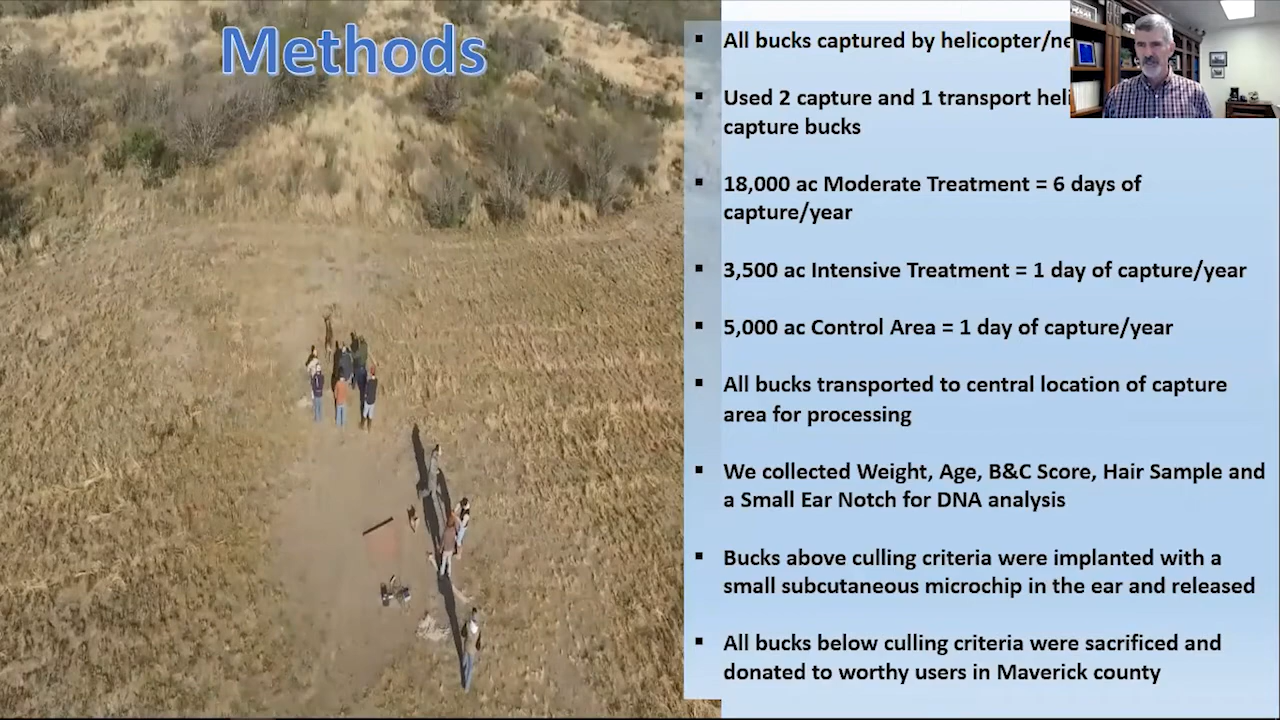 Methods
All bucks captured by helicopter/
Used 2 capture and 1 transport
capture bucks
18,000 ac Moderate Treatment = 6 days of
capture/year
3,500 ac Intensive Treatment = 1 day of capture/year
5,000 ac Control Area = 1 day of capture/year
All bucks transported to central location of capture
area for processing
We collected Weight, Age, B&C Score, Hair Sample and
a Small Ear Notch for DNA analysis
Bucks above culling criteria were implanted with a
small subcutaneous microchip in the ear and released
All bucks below culling criteria were sacrificed and
donated to worthy users in Maverick county